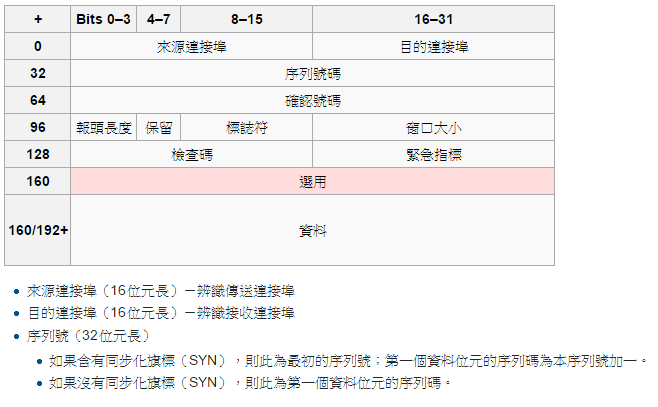 + Bits 0–3 4–7 8–15 16–31
0 來源連接埠 目的連接埠
32 序列號碼
64 確認號碼
96 報頭長度 保留 標誌符 窗口大小
128 檢查碼 緊急指標
160 選用
160/192+ 資料
來源連接埠（16位元長）－辨識傳送連接埠
目的連接埠（16位元長）－辨識接收連接埠
序列號（32位元長）
如果含有同步化旗標（SYN），則此為最初的序列號；第一個資料位元的序列碼為本序列號加一。
如果沒有同步化旗標（SYN），則此為第一個資料位元的序列碼。